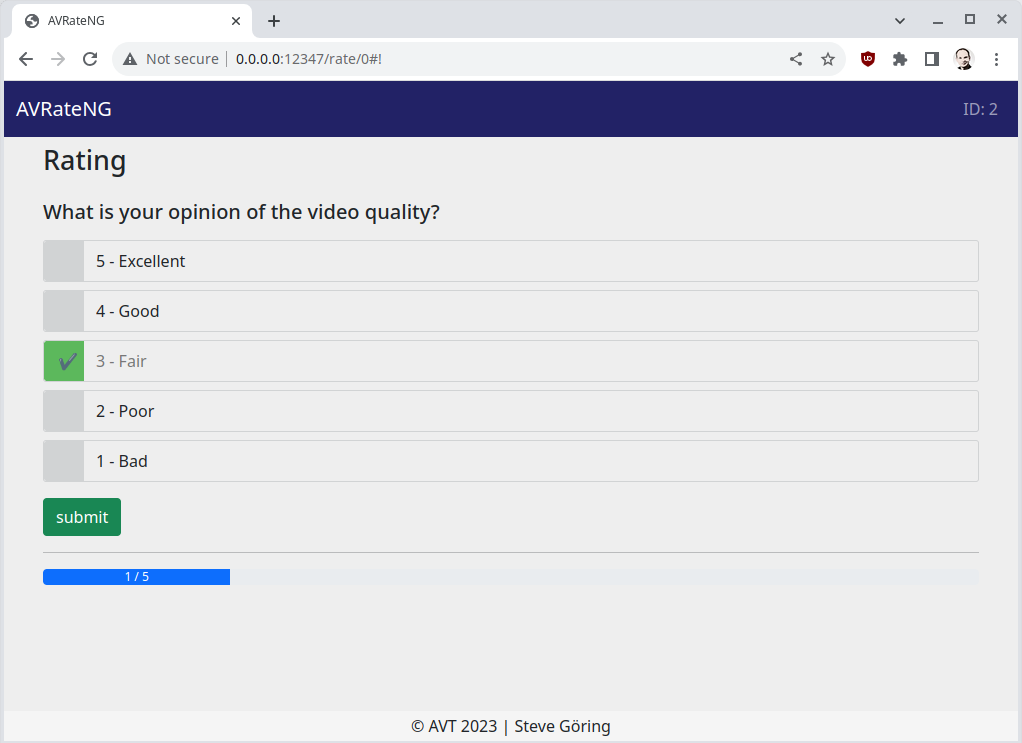 AVRateNG
Not secure 0.0.0.0:12347/rate/0#!
AVRateNG ID: 2
Rating
What is your opinion of the video quality?
5 - Excellent
4 - Good
3 - Fair
2 - Poor
1 - Bad
submit
1 / 5
© AVT 2023 | Steve Göring